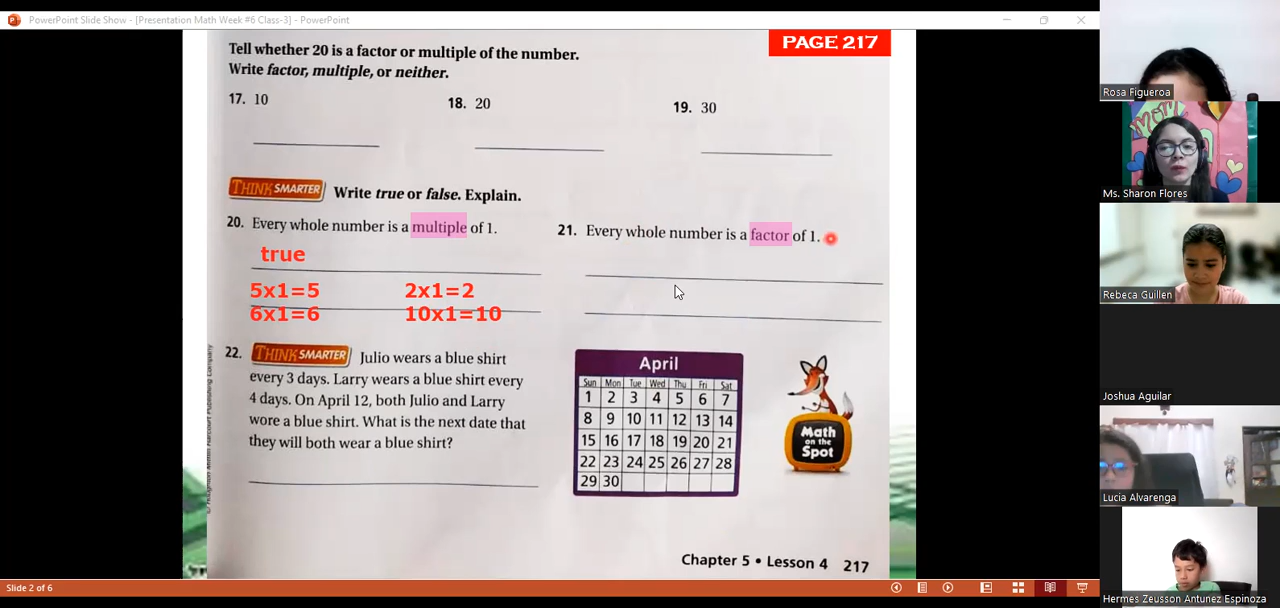 PowerPoint Slide Show - [Presentation Math Week #6 Class-3] - PowerPoint
PAGE 217
Tell whether 20 is a factor or multiple of the number.
Write factor, multiple, or neither.
17. 10
18. 20
19. 30
THINK SMARTER Write true or false. Explain.
20. Every whole number is a multiple of 1.
true
5x1=5 2x1=2
6x1=6 10x1=10
21. Every whole number is a factor of 1.
22. THINK SMARTER Julio wears a blue shirt
every 3 days. Larry wears a blue shirt every
4 days. On April 12, both Julio and Larry
wore a blue shirt. What is the next date that
they will both wear a blue shirt?
April
Sun Mon Tue Wed Thu Fri Sat
1 2 3 4 5 6 7
8 9 10 11 12 13 14
15 16 17 18 19 20 21
22 23 24 25 26 27 28
29 30
Math
on the
Spot
© Houghton Mifflin Harcourt Publishing Company
Chapter 5 • Lesson 4 217
Slide 2 of 6
Rosa Figueroa
MOM
Ms. Sharon Flores
Rebeca Guillen
Joshua Aguilar
Lucia Alvarenga
Hermes Zeusson Antunez Espinoza